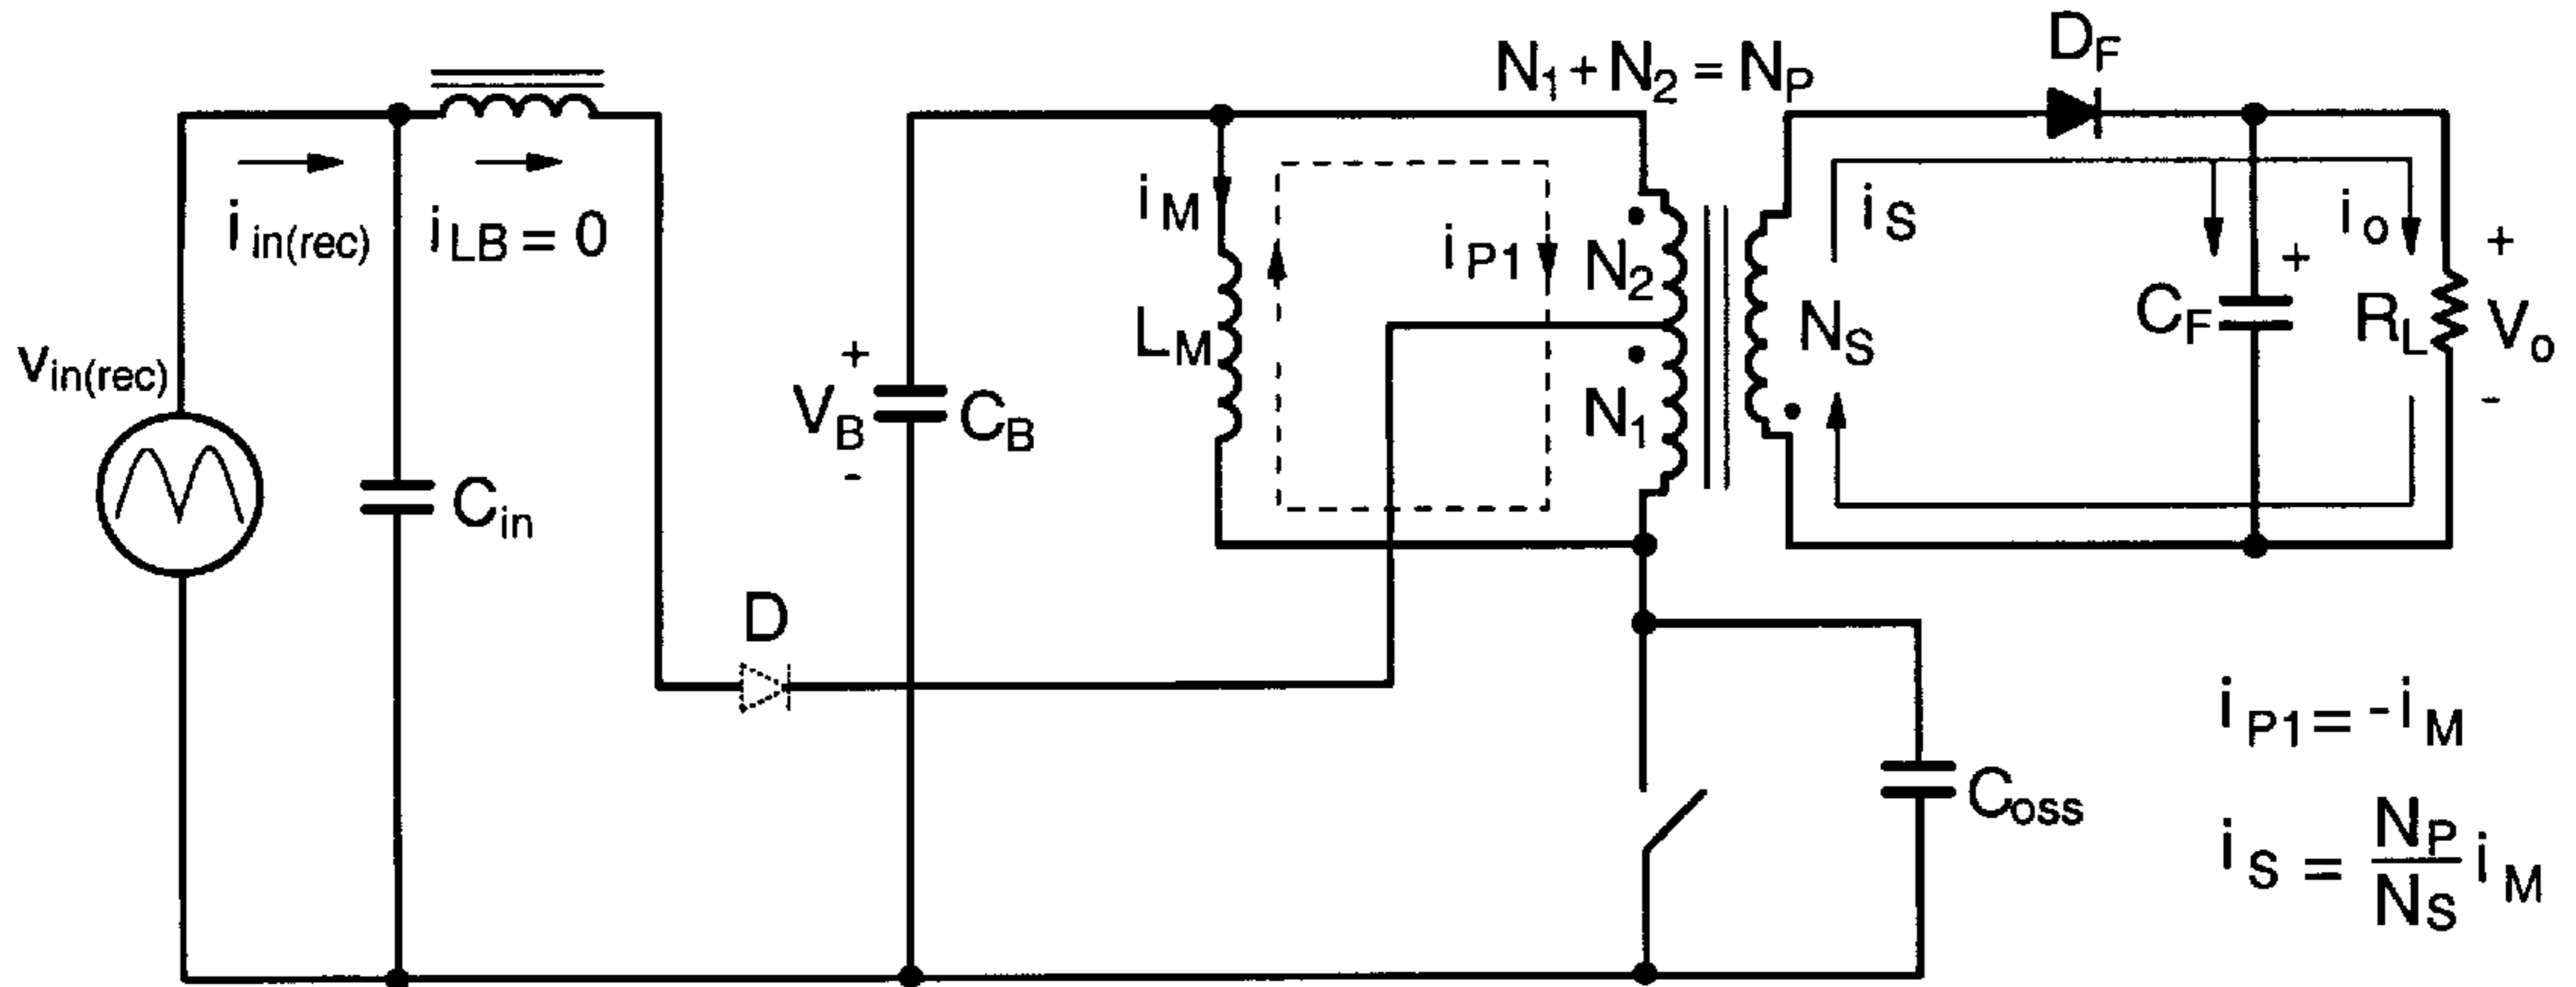 N1 + N2 = NP
DF
iin(rec)
iLB = 0
iM
iP1
N2
iS
io
+
+
LM
NS
CF
RL
Vo
vin(rec)
+
VB
CB
N1
-
-
Cin
D
Coss
iP1 = -iM
iS = NP/NS iM